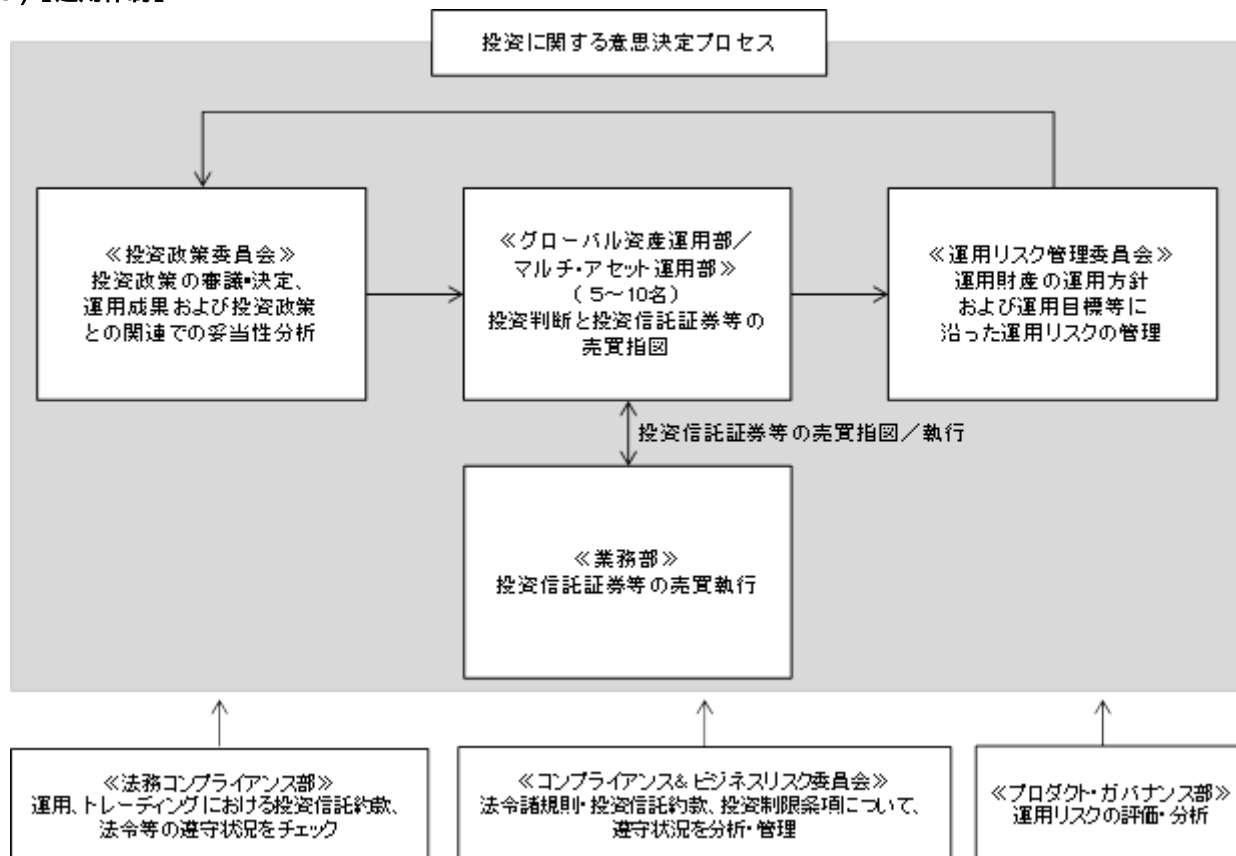 投資に関する意思決定プロセス
≪投資政策委員会≫
投資政策の審議・決定、
運用成果および投資政策
との関連での妥当性分析
≪グローバル資産運用部／
マルチ・アセット運用部≫
（5～10名）
投資判断と投資信託証券等の
売買指図
≪運用リスク管理委員会≫
運用財産の運用方針
および運用目標等に
沿った運用リスクの管理
投資信託証券等の売買指図／執行
≪業務部≫
投資信託証券等の売買執行
≪法務コンプライアンス部≫
運用、トレーディングにおける投資信託約款、
法令等の遵守状況をチェック
≪コンプライアンス&ビジネスリスク委員会≫
法令諸規則・投資信託約款、投資制限条項について、
遵守状況を分析・管理
≪プロダクト・ガバナンス部≫
運用リスクの評価・分析